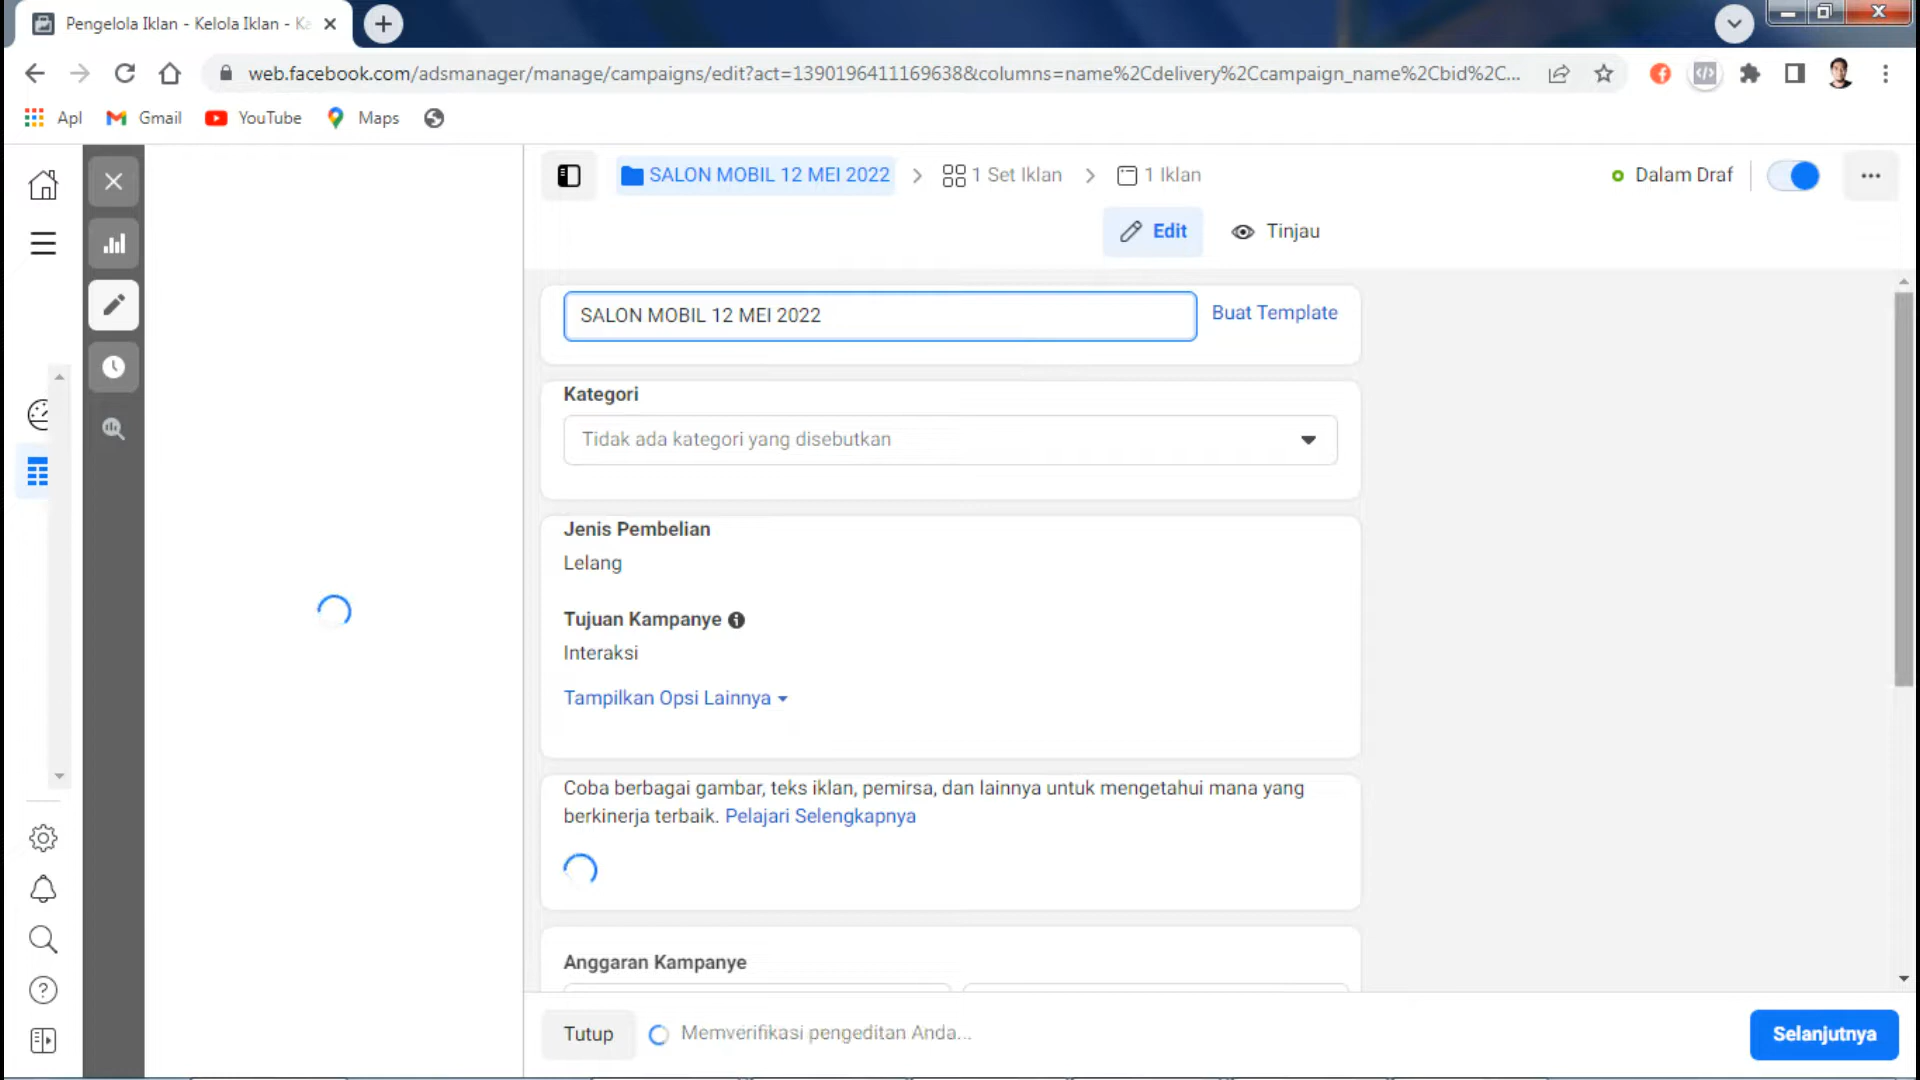 Pengelola Iklan - Kelola Iklan - Ka
web.facebook.com/adsmanager/manage/campaigns/edit?act=1390196411169638&columns=name%2Cdelivery%2Ccampaign_name%2Cbid%2C...
Apl
Gmail
YouTube
Maps
SALON MOBIL 12 MEI 2022
1 Set Iklan
1 Iklan
Dalam Draf
Edit
Tinjau
SALON MOBIL 12 MEI 2022
Buat Template
Kategori
Tidak ada kategori yang disebutkan
Jenis Pembelian
Lelang
Tujuan Kampanye
Interaksi
Tampilkan Opsi Lainnya
Coba berbagai gambar, teks iklan, pemirsa, dan lainnya untuk mengetahui mana yang
berkinerja terbaik. Pelajari Selengkapnya
Anggaran Kampanye
Tutup
Memverifikasi pengeditan Anda...
Selanjutnya